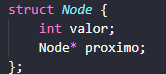 struct Node {
    int valor;
    Node* proximo;
};